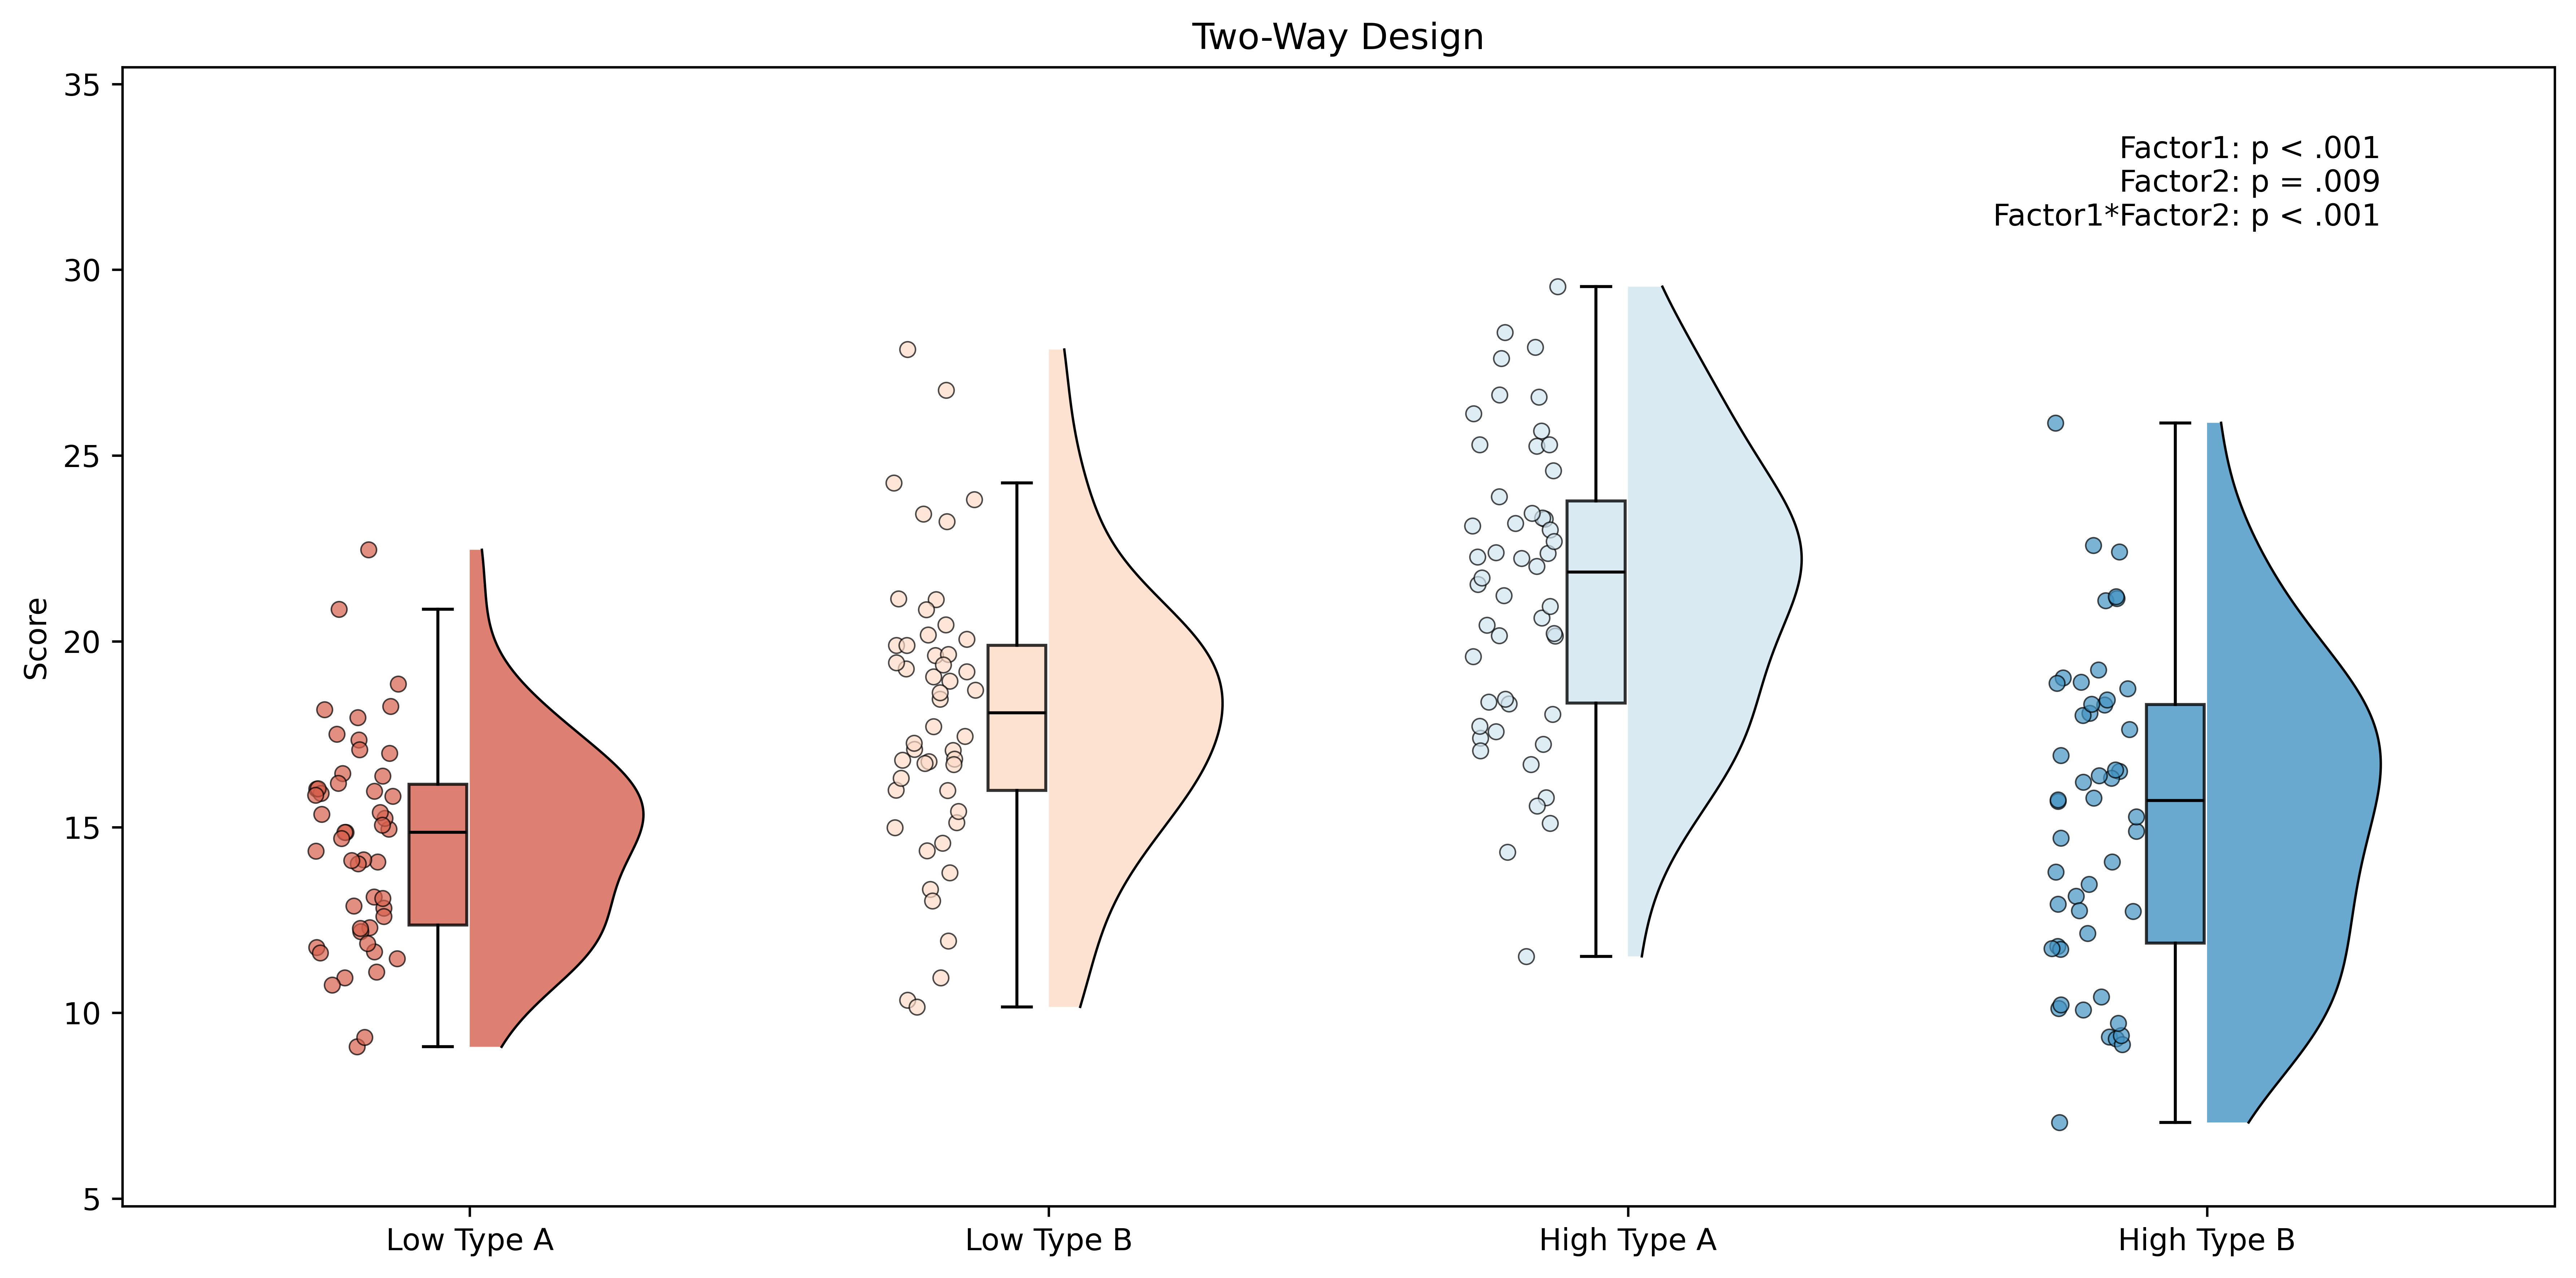 Two-Way Design
35
30
25
20
15
10
5
Score
Factor1: p < .001
Factor2: p = .009
Factor1*Factor2: p < .001
Low Type A
Low Type B
High Type A
High Type B